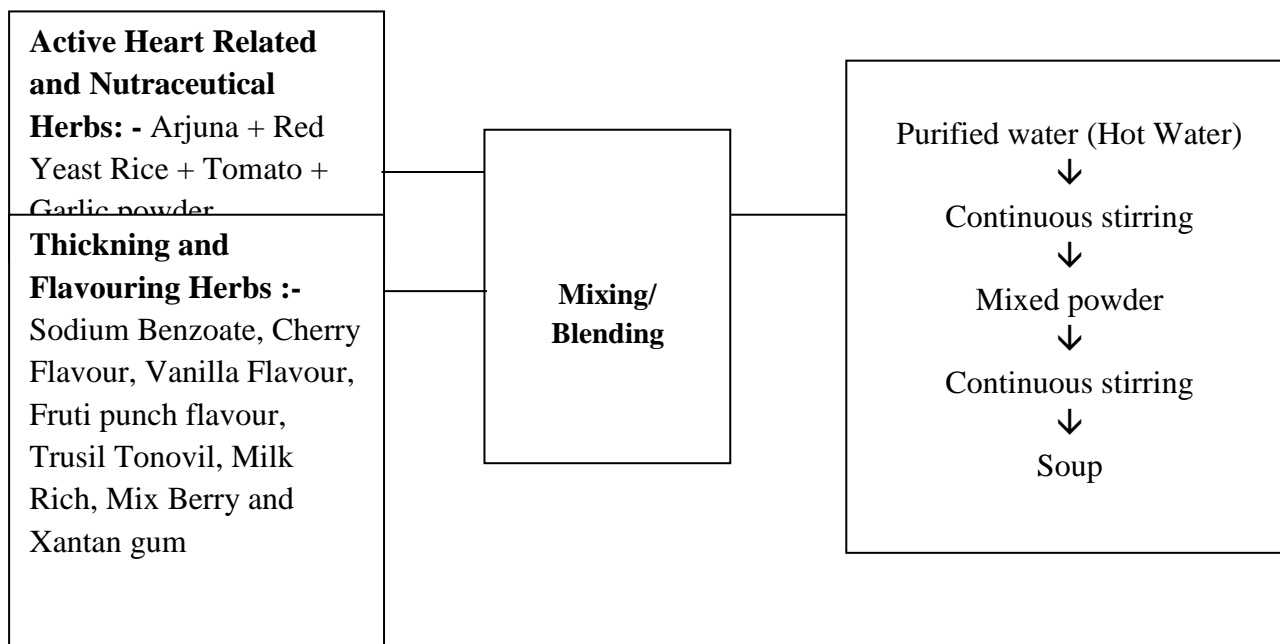 Active Heart Related
and Nutraceutical
Herbs: - Arjuna + Red
Yeast Rice + Tomato +
Garlic powder
Thickning and
Flavouring Herbs :-
Sodium Benzoate, Cherry
Flavour, Vanilla Flavour,
Fruti punch flavour,
Trusil Tonovil, Milk
Rich, Mix Berry and
Xantan gum
Mixing/
Blending
Purified water (Hot Water)
↓
Continuous stirring
↓
Mixed powder
↓
Continuous stirring
↓
Soup